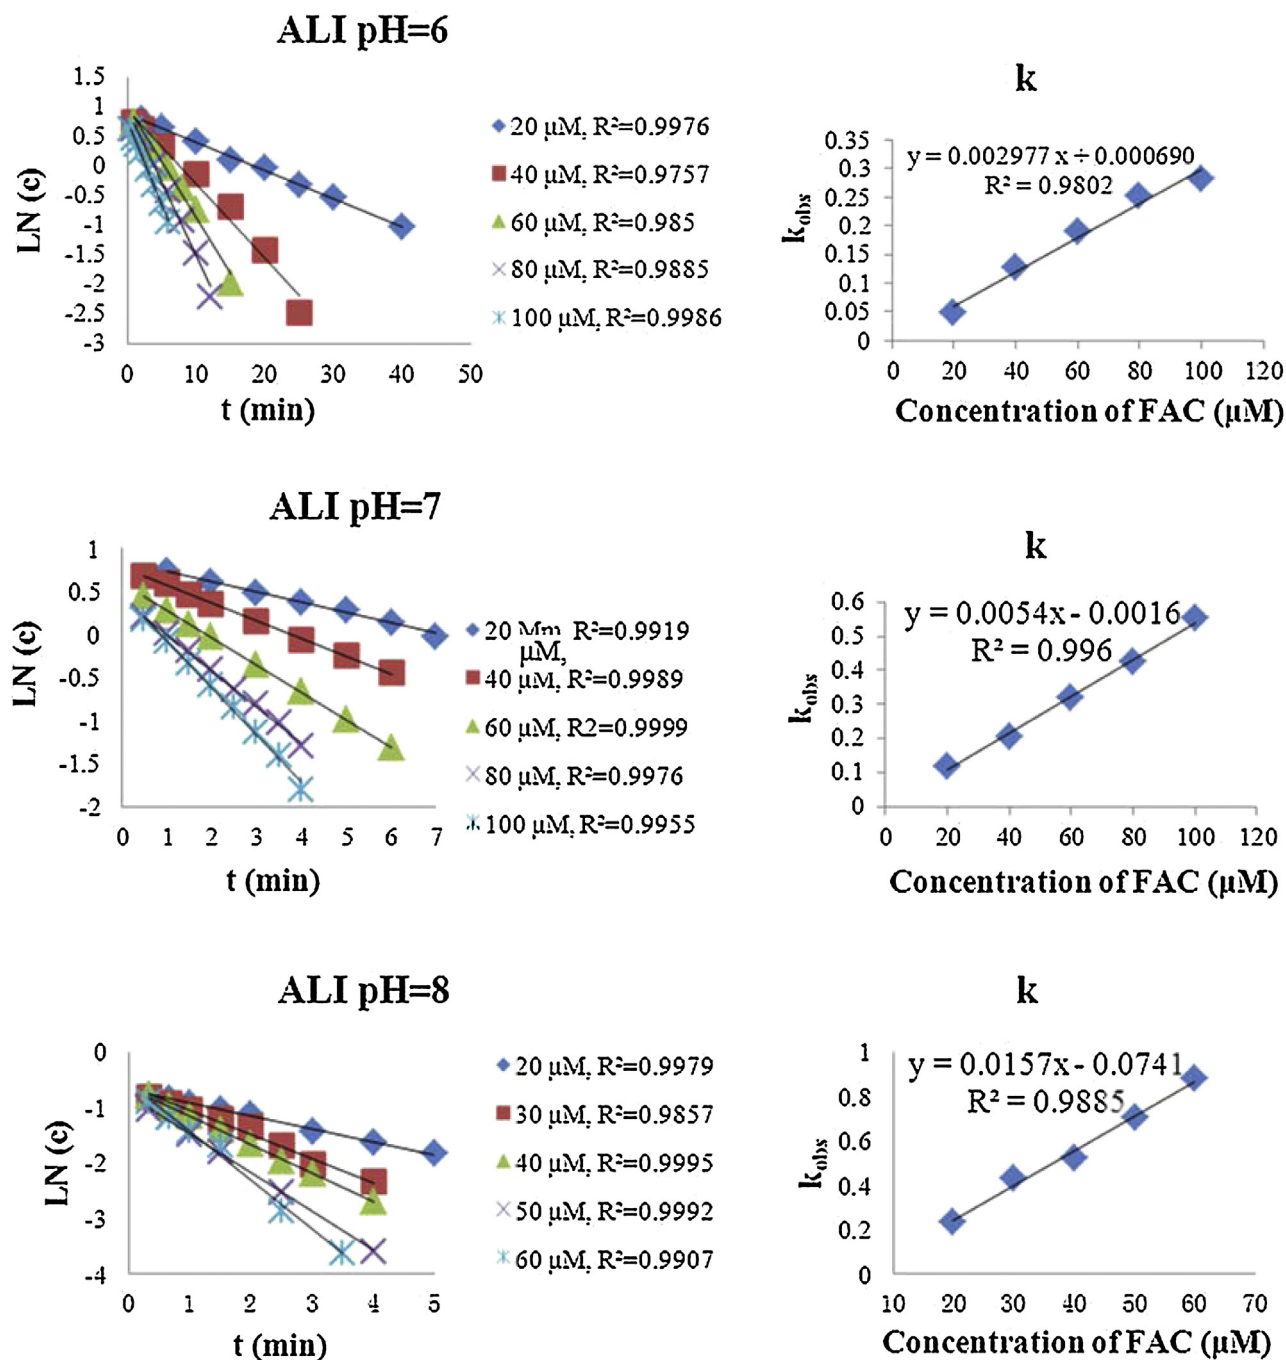 ALI pH=6
1.5
1
0.5
0
-0.5
-1
-1.5
-2
-2.5
-3
LN (c)
0 10 20 30 40 50
t (min)
20 µM, R²=0.9976
40 µM, R²=0.9757
60 µM, R²=0.985
80 µM, R²=0.9885
100 µM, R²=0.9986
k
0.35
0.3
0.25
0.2
0.15
0.1
0.05
0
kobs
y = 0.002977 x + 0.000690
R² = 0.9802
0 20 40 60 80 100 120
Concentration of FAC (µM)
ALI pH=7
1
0.5
0
-0.5
-1
-1.5
-2
LN (c)
0 1 2 3 4 5 6 7
t (min)
20 Mm, R²=0.9919
µM,
40 µM, R²=0.9989
60 µM, R2=0.9999
80 µM, R²=0.9976
100 µM, R²=0.9955
k
0.6
0.5
0.4
0.3
0.2
0.1
0
kobs
y = 0.0054x - 0.0016
R² = 0.996
0 20 40 60 80 100 120
Concentration of FAC (µM)
ALI pH=8
0
-1
-2
-3
-4
LN (c)
0 1 2 3 4 5
t (min)
20 µM, R²=0.9979
30 µM, R²=0.9857
40 µM, R²=0.9995
50 µM, R²=0.9992
60 µM, R²=0.9907
k
1
0.8
0.6
0.4
0.2
0
kobs
y = 0.0157x - 0.0741
R² = 0.9885
10 20 30 40 50 60 70
Concentration of FAC (µM)